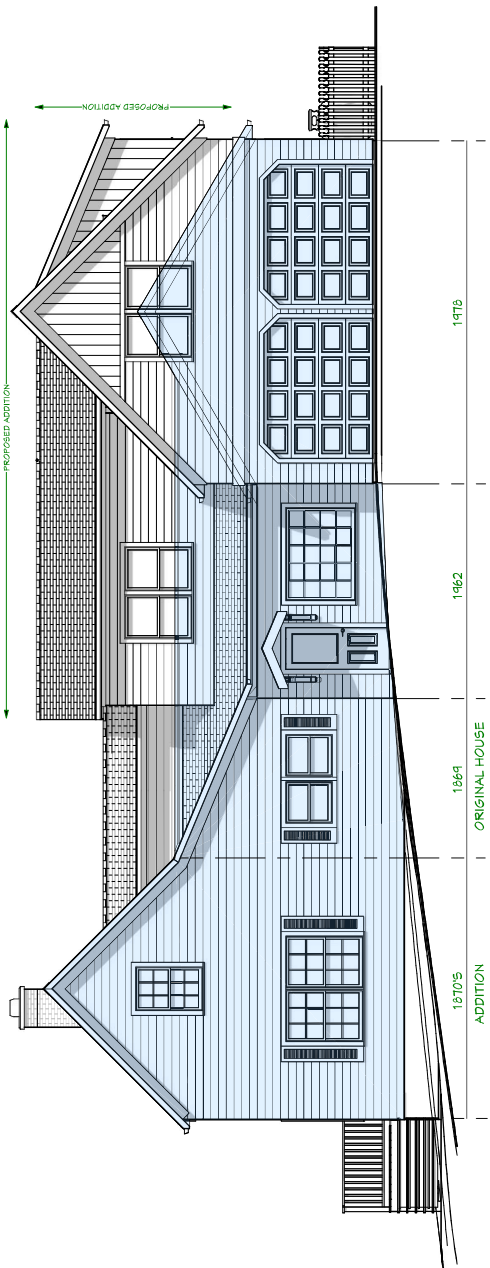 PROPOSED ADDITION
PROPOSED ADDITION
1870'S
ADDITION
1869
ORIGINAL HOUSE
1962
1978